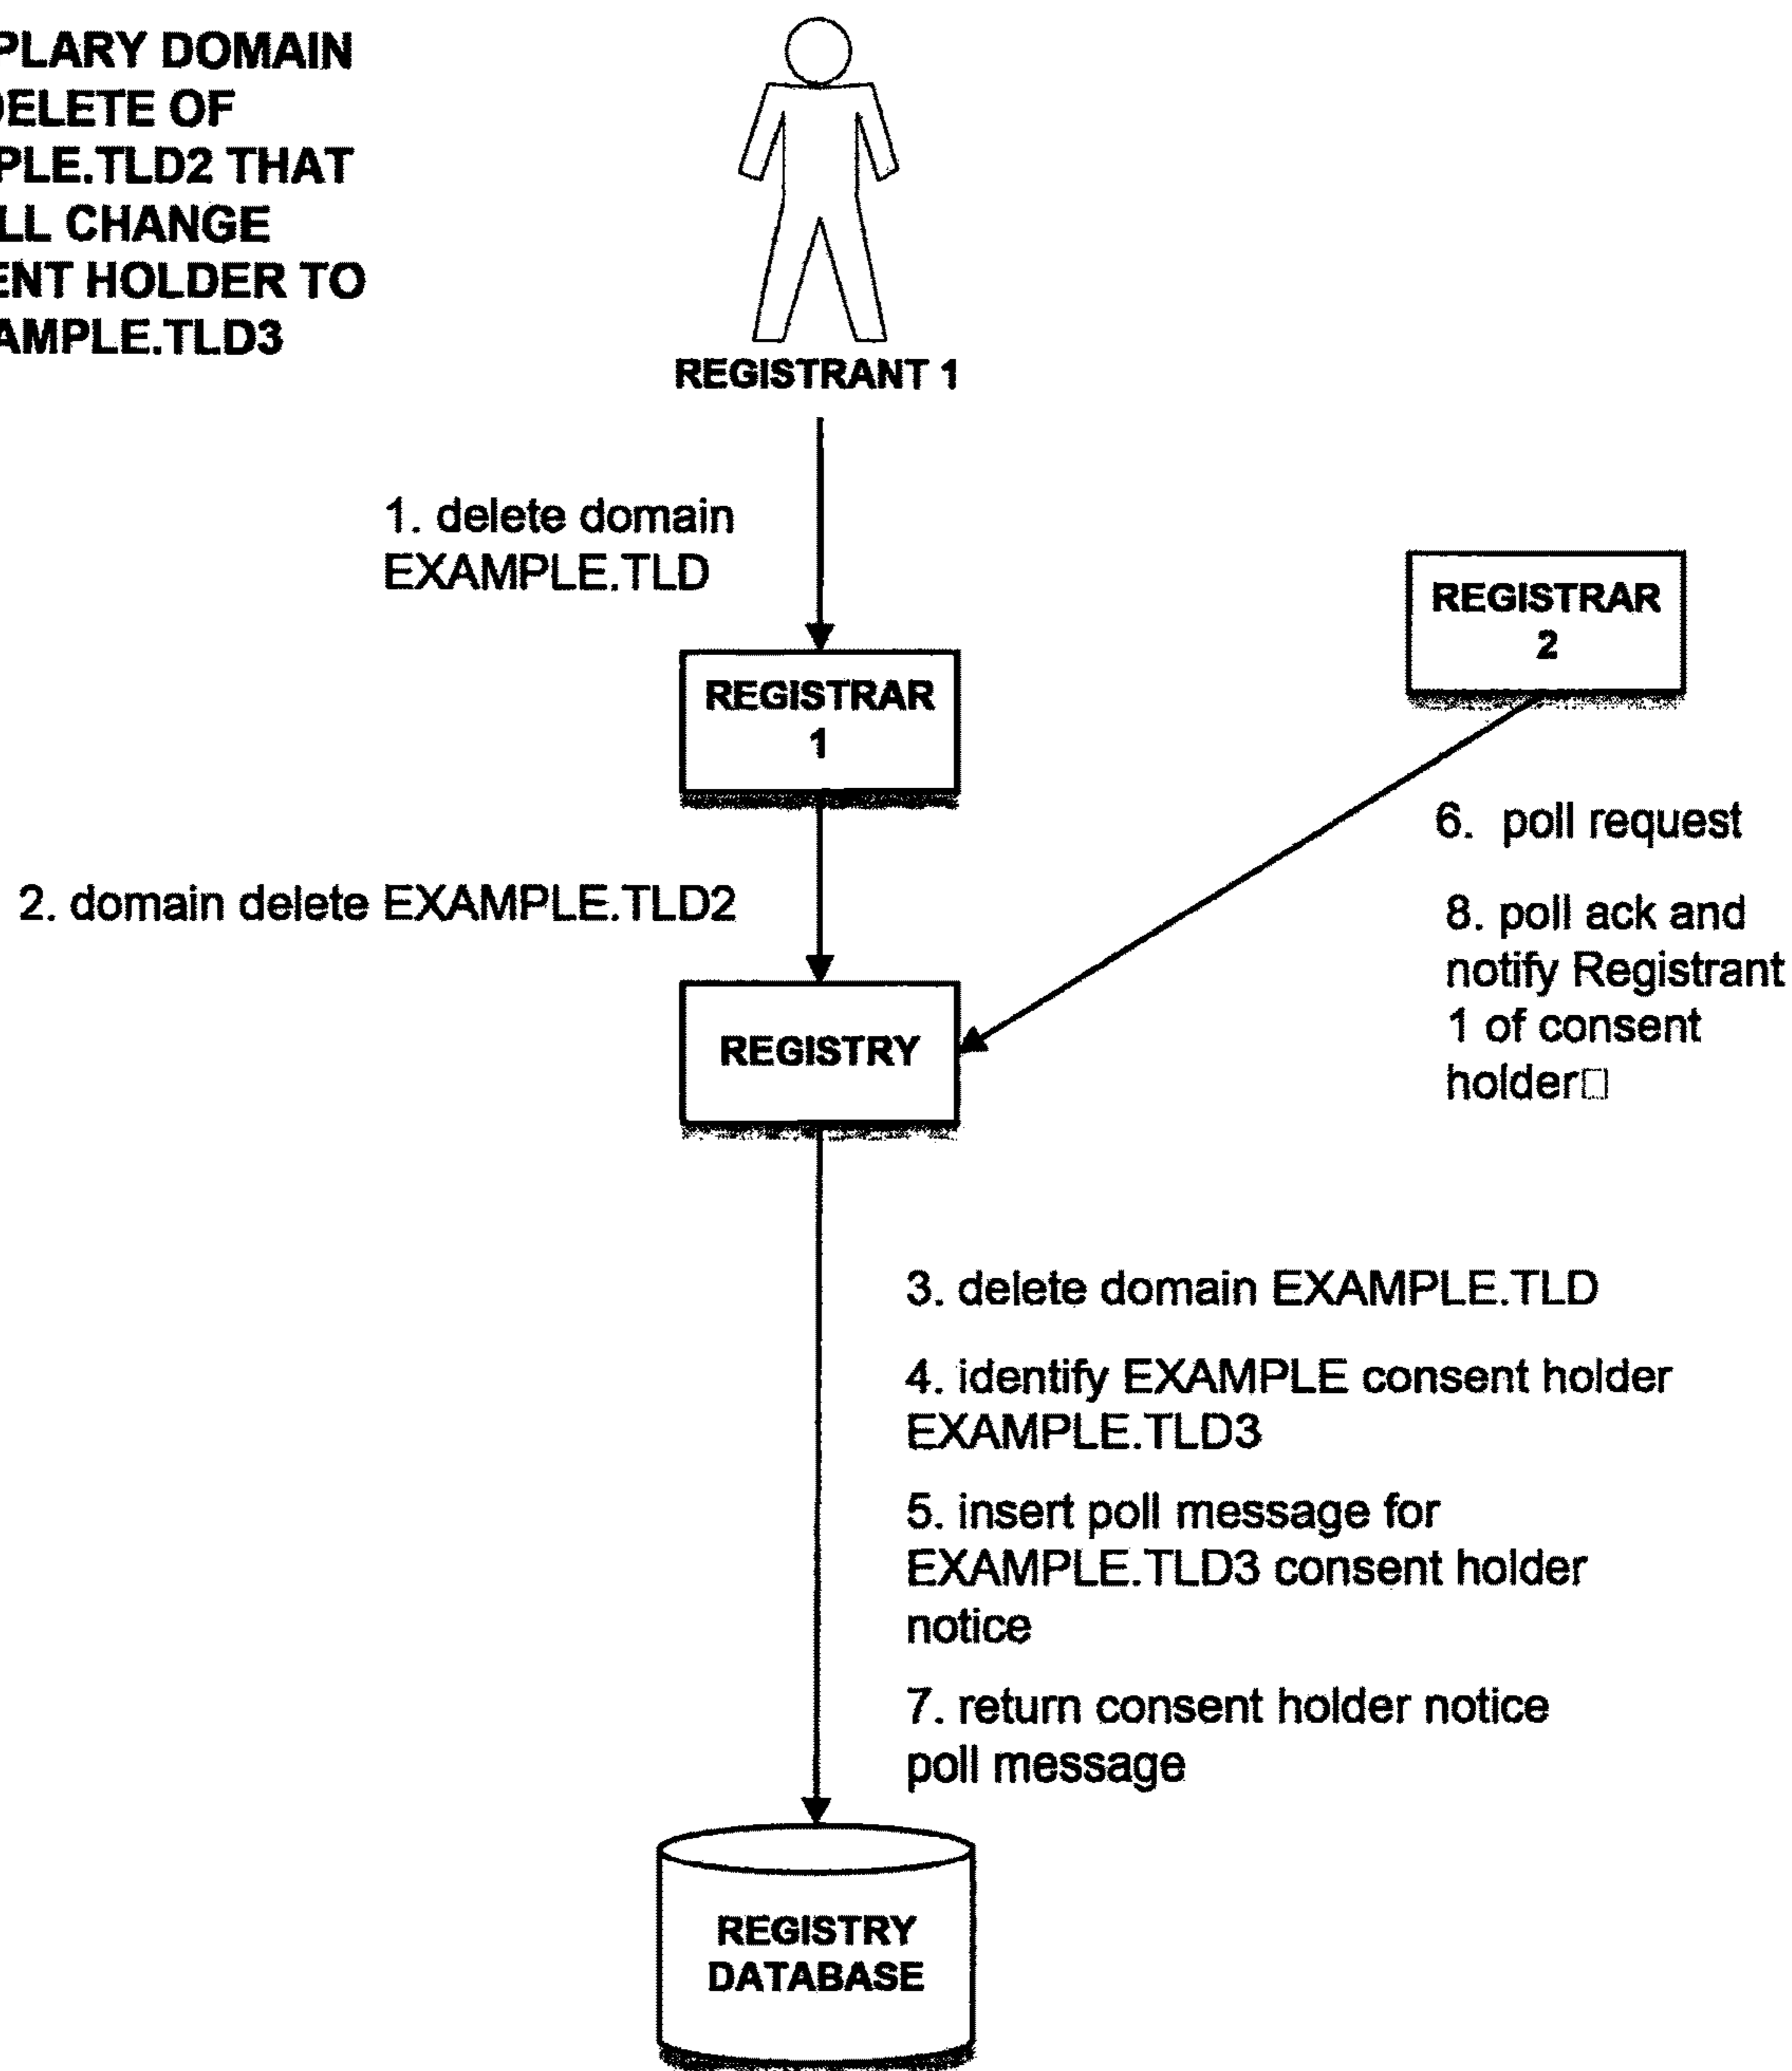 PLARY DOMAIN
DELETE OF
PLE.TLD2 THAT
LL CHANGE
ENT HOLDER TO
AMPLE.TLD3
REGISTRANT 1
1. delete domain
EXAMPLE.TLD
REGISTRAR
1
REGISTRAR
2
2. domain delete EXAMPLE.TLD2
6. poll request
8. poll ack and
notify Registrant
1 of consent
holder□
REGISTRY
3. delete domain EXAMPLE.TLD
4. identify EXAMPLE consent holder
EXAMPLE.TLD3
5. insert poll message for
EXAMPLE.TLD3 consent holder
notice
7. return consent holder notice
poll message
REGISTRY
DATABASE